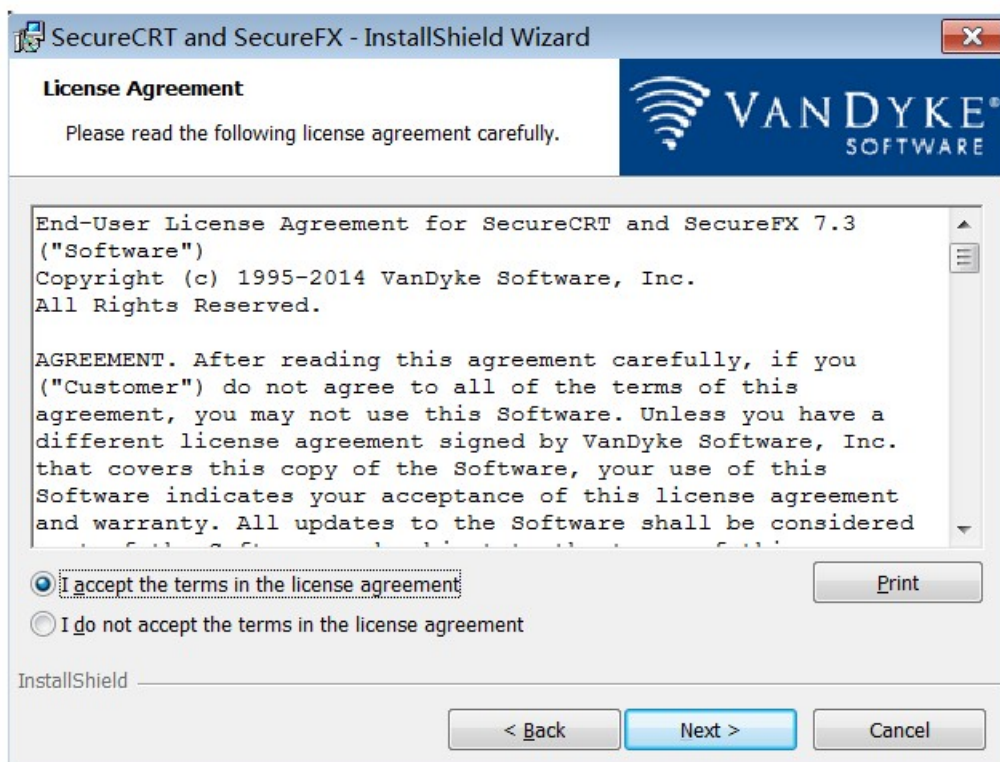 SecureCRT and SecureFX - InstallShield Wizard
License Agreement
Please read the following license agreement carefully.
VANDYKE®
SOFTWARE
End-User License Agreement for SecureCRT and SecureFX 7.3
("Software")
Copyright (c) 1995-2014 VanDyke Software, Inc.
All Rights Reserved.
AGREEMENT. After reading this agreement carefully, if you
("Customer") do not agree to all of the terms of this
agreement, you may not use this Software. Unless you have a
different license agreement signed by VanDyke Software, Inc.
that covers this copy of the Software, your use of this
Software indicates your acceptance of this license agreement
and warranty. All updates to the Software shall be considered
I accept the terms in the license agreement
Print
I do not accept the terms in the license agreement
InstallShield
< Back
Next >
Cancel